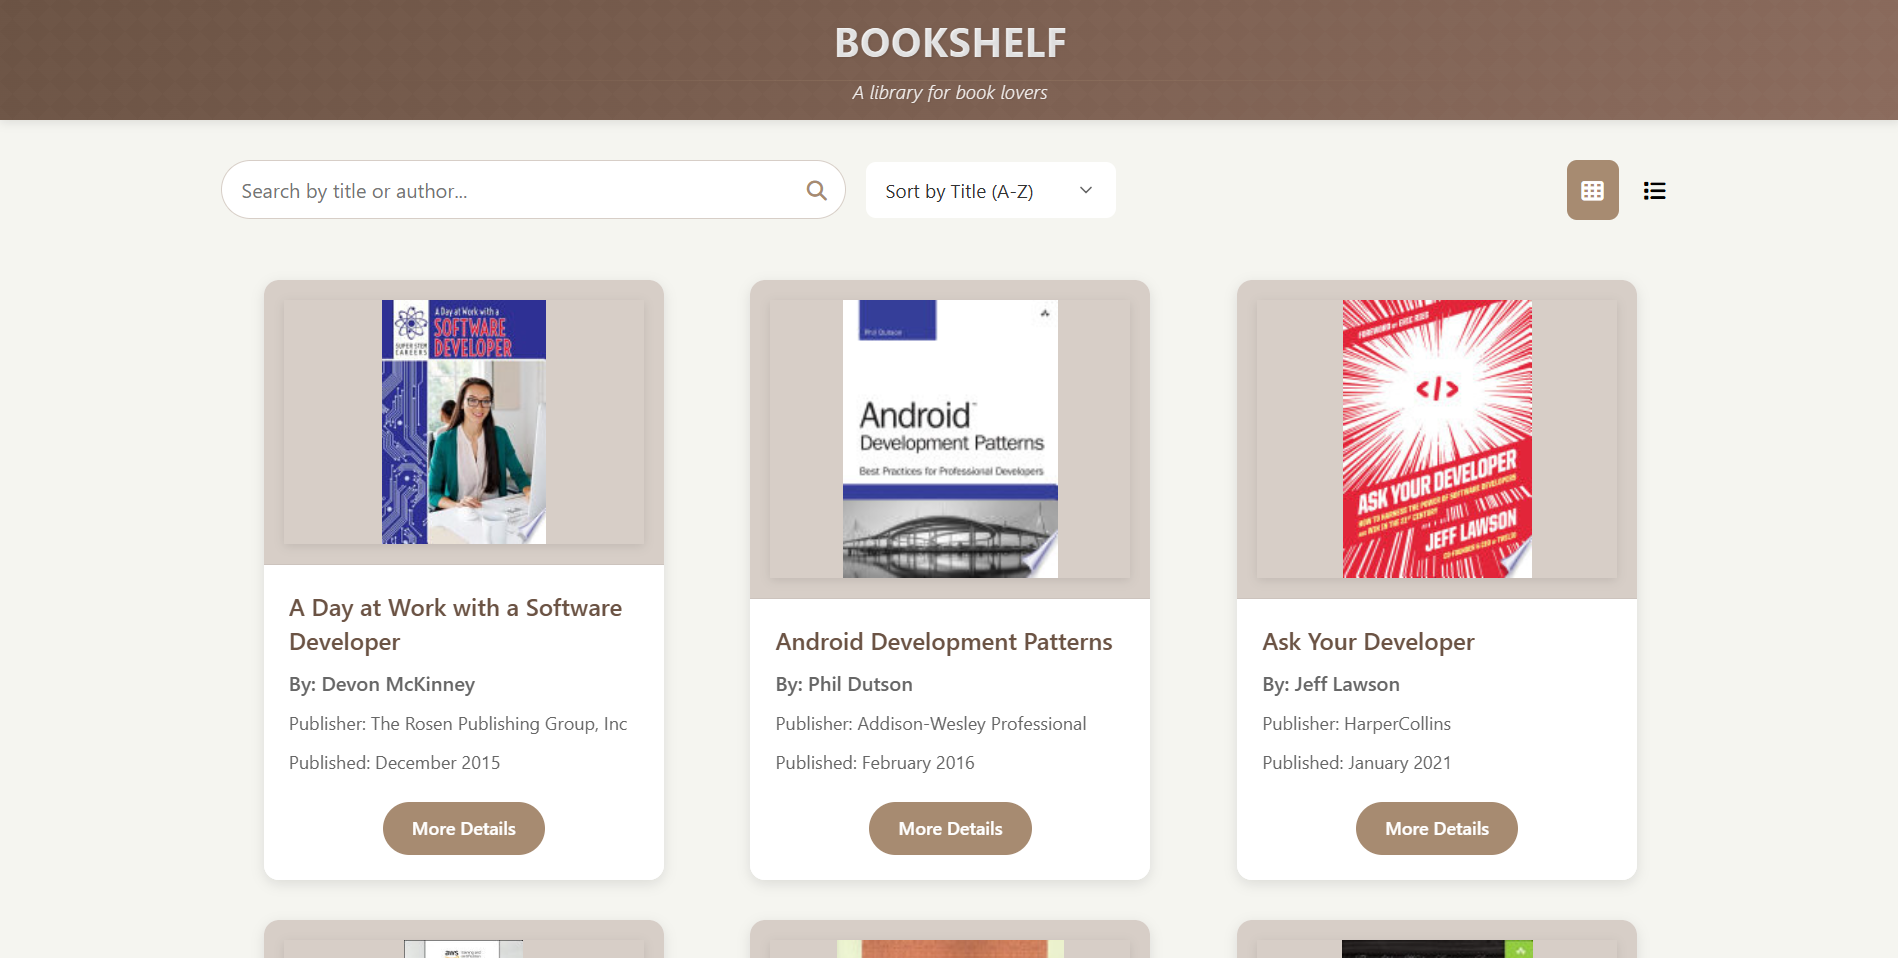 BOOKSHELF
A library for book lovers
Search by title or author...
Sort by Title (A-Z)
A Day at Work with a
SOFTWARE
DEVELOPER
SUPER STEM
CAREERS
Phil Dutson
Android™
Development Patterns
Best Practices for Professional Developers
FOREWORD BY ERIC RIES
</>
ASK YOUR DEVELOPER
HOW TO HARNESS THE POWER OF SOFTWARE DEVELOPERS
AND WIN IN THE 21ST CENTURY
JEFF LAWSON
CO-FOUNDER & CEO OF TWILIO
A Day at Work with a Software
Developer
By: Devon McKinney
Publisher: The Rosen Publishing Group, Inc
Published: December 2015
More Details
Android Development Patterns
By: Phil Dutson
Publisher: Addison-Wesley Professional
Published: February 2016
More Details
Ask Your Developer
By: Jeff Lawson
Publisher: HarperCollins
Published: January 2021
More Details
aws